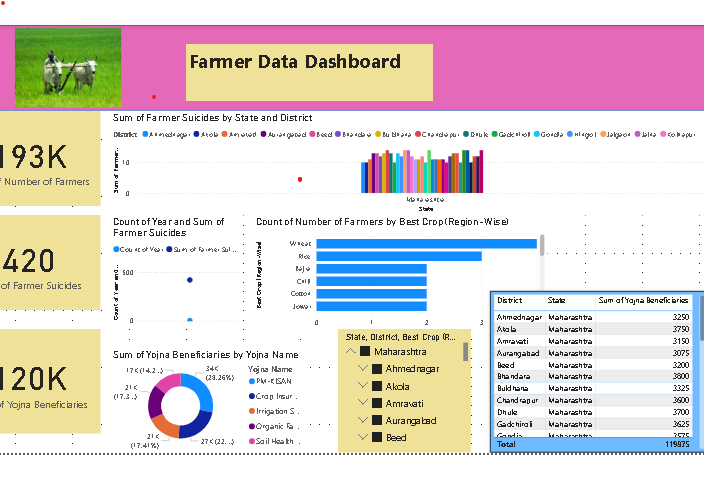 Farmer Data Dashboard
193K
of Number of Farmers
420
of Farmer Suicides
120K
of Yojna Beneficiaries
Sum of Farmer Suicides by State and District
District Ahmednagar Akola Amravati Aurangabad Beed Bhandara Buldhana Chandrapur Dhule Gadchiroli Gondia Hingoli Jalgaon Jalna Kolhapur
Sum of Farmer...
10
0
Maharashtra
State
Count of Year and Sum of
Farmer Suicides
Count of Year Sum of Farmer Sui...
Count of Year and...
500
0
Count of Number of Farmers by Best Crop(Region-Wise)
Best Crop(Region-Wise)
Wheat
Rice
Bajra
Chilli
Cotton
Jowar
0
1
2
3
Sum of Yojna Beneficiaries by Yojna Name
34K
(28.26%)
27K (22....)
21K
(17.41%)
21K
(17.3...)
17K (14.2...)
Yojna Name
PM-KISAN
Crop Insur...
Irrigation S...
Organic Fa...
Soil Health ...
State, District, Best Crop (R...
Maharashtra
Ahmednagar
Akola
Amravati
Aurangabad
Beed
District State Sum of Yojna Beneficiaries
Ahmednagar Maharashtra 3250
Akola Maharashtra 3750
Amravati Maharashtra 3150
Aurangabad Maharashtra 3075
Beed Maharashtra 3200
Bhandara Maharashtra 3800
Buldhana Maharashtra 3325
Chandrapur Maharashtra 3600
Dhule Maharashtra 3700
Gadchiroli Maharashtra 3625
Gondia Maharashtra 3575
Total 119875